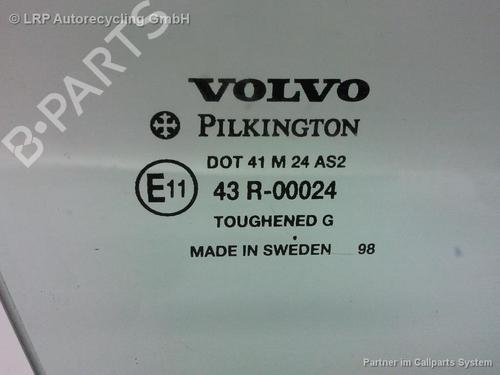 © LRP Autorecycling GmbH
B-PARTS
VOLVO
PILKINGTON
DOT 41 M 24 AS2
E11 43 R-00024
TOUGHENED G
MADE IN SWEDEN 98
Partner im Callparts System